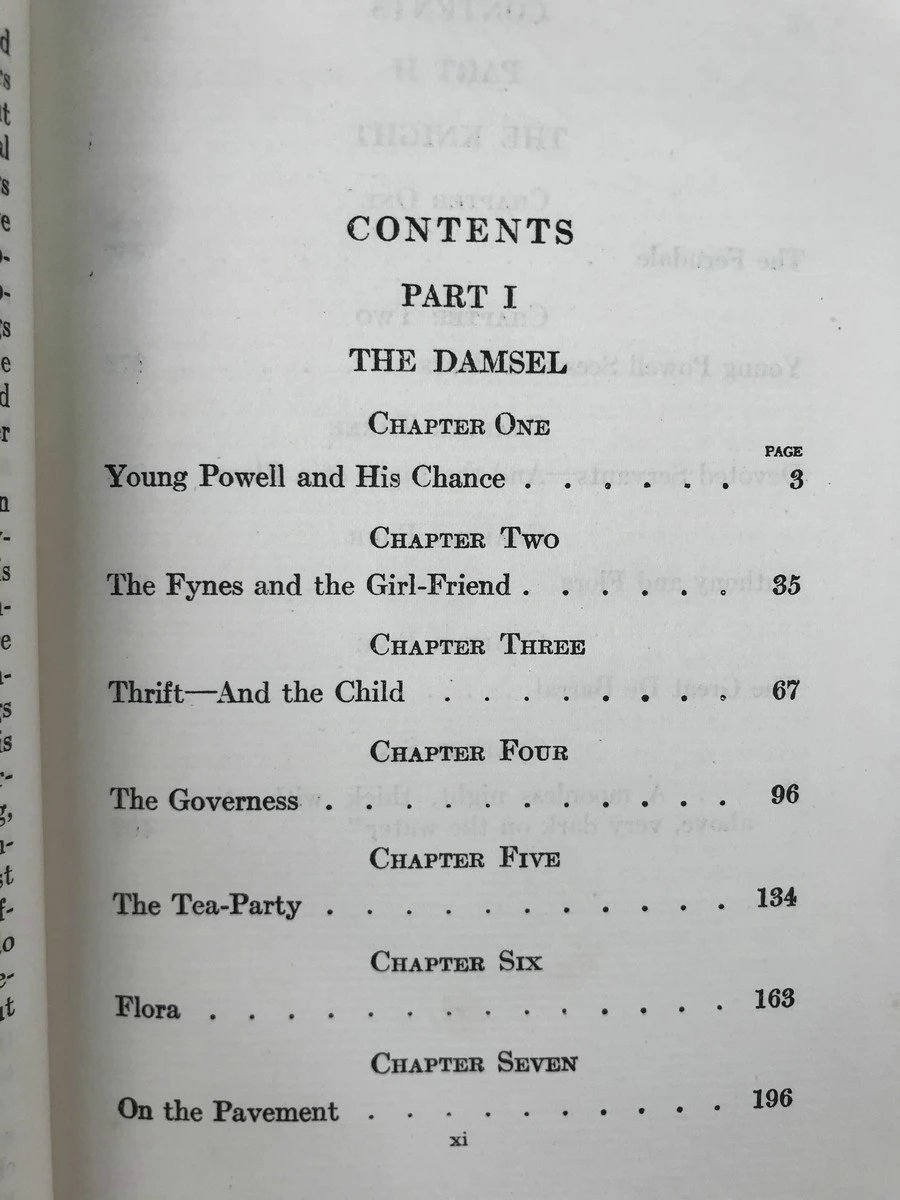 CONTENTS
PART I
THE DAMSEL
CHAPTER ONE
PAGE
Young Powell and His Chance . . . . . . 3
CHAPTER TWO
The Fynes and the Girl-Friend . . . . . . 35
CHAPTER THREE
Thrift—And the Child . . . . . . . . 67
CHAPTER FOUR
The Governess . . . . . . . . . . . 96
CHAPTER FIVE
The Tea-Party . . . . . . . . . . . 134
CHAPTER SIX
Flora . . . . . . . . . . . . . . 163
CHAPTER SEVEN
On the Pavement . . . . . . . . . . 196
xi